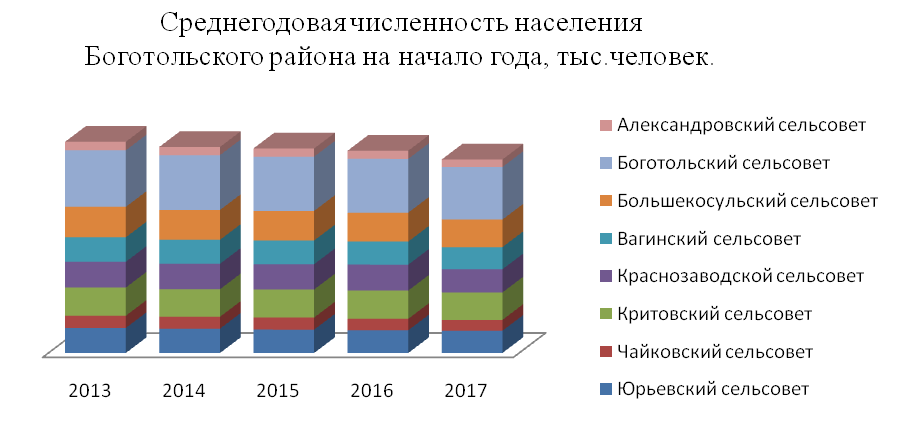 Среднегодовая численность населения
Боготольского района на начало года, тыс.человек.
Александровский сельсовет
Боготольский сельсовет
Большекосульский сельсовет
Вагинский сельсовет
Краснозаводской сельсовет
Критовский сельсовет
Чайковский сельсовет
Юрьевский сельсовет
2013 2014 2015 2016 2017